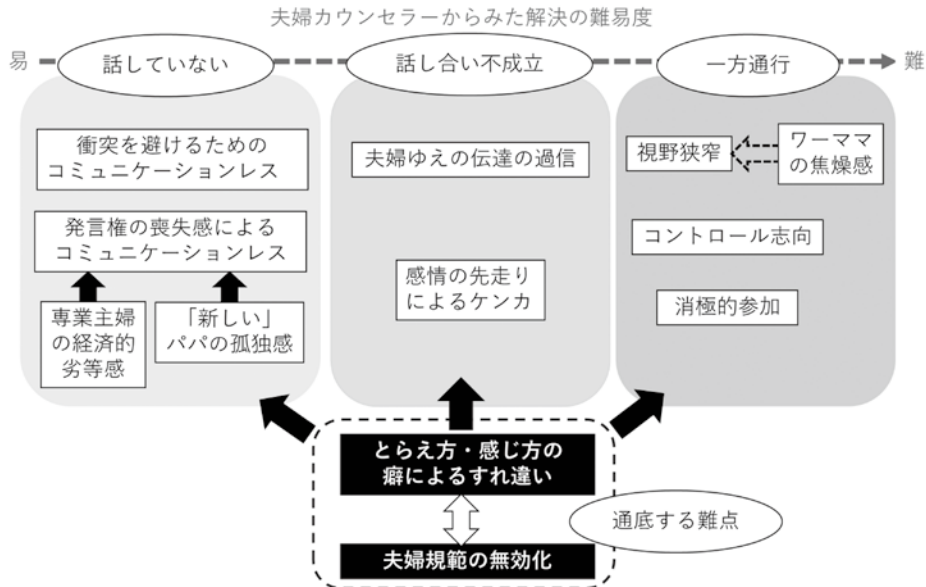 夫婦カウンセラーからみた解決の難易度
易
話していない
話し合い不成立
一方通行
難
衝突を避けるための
コミュニケーションレス
発言権の喪失感による
コミュニケーションレス
専業主婦
の経済的
劣等感
「新しい」
パパの孤独感
夫婦ゆえの伝達の過信
感情の先走り
によるケンカ
視野狭窄
ワーママ
の焦燥感
コントロール志向
消極的参加
とらえ方・感じ方の
癖によるすれ違い
通底する難点
夫婦規範の無効化